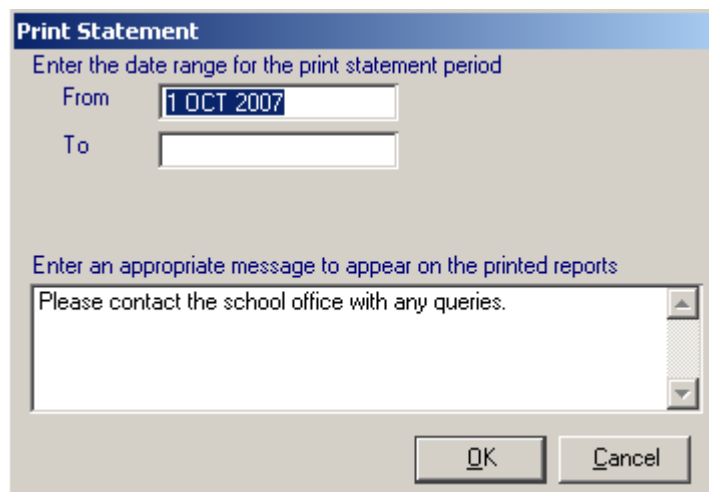 Print Statement
Enter the date range for the print statement period
From 1 OCT 2007
To
Enter an appropriate message to appear on the printed reports
Please contact the school office with any queries.
OK Cancel